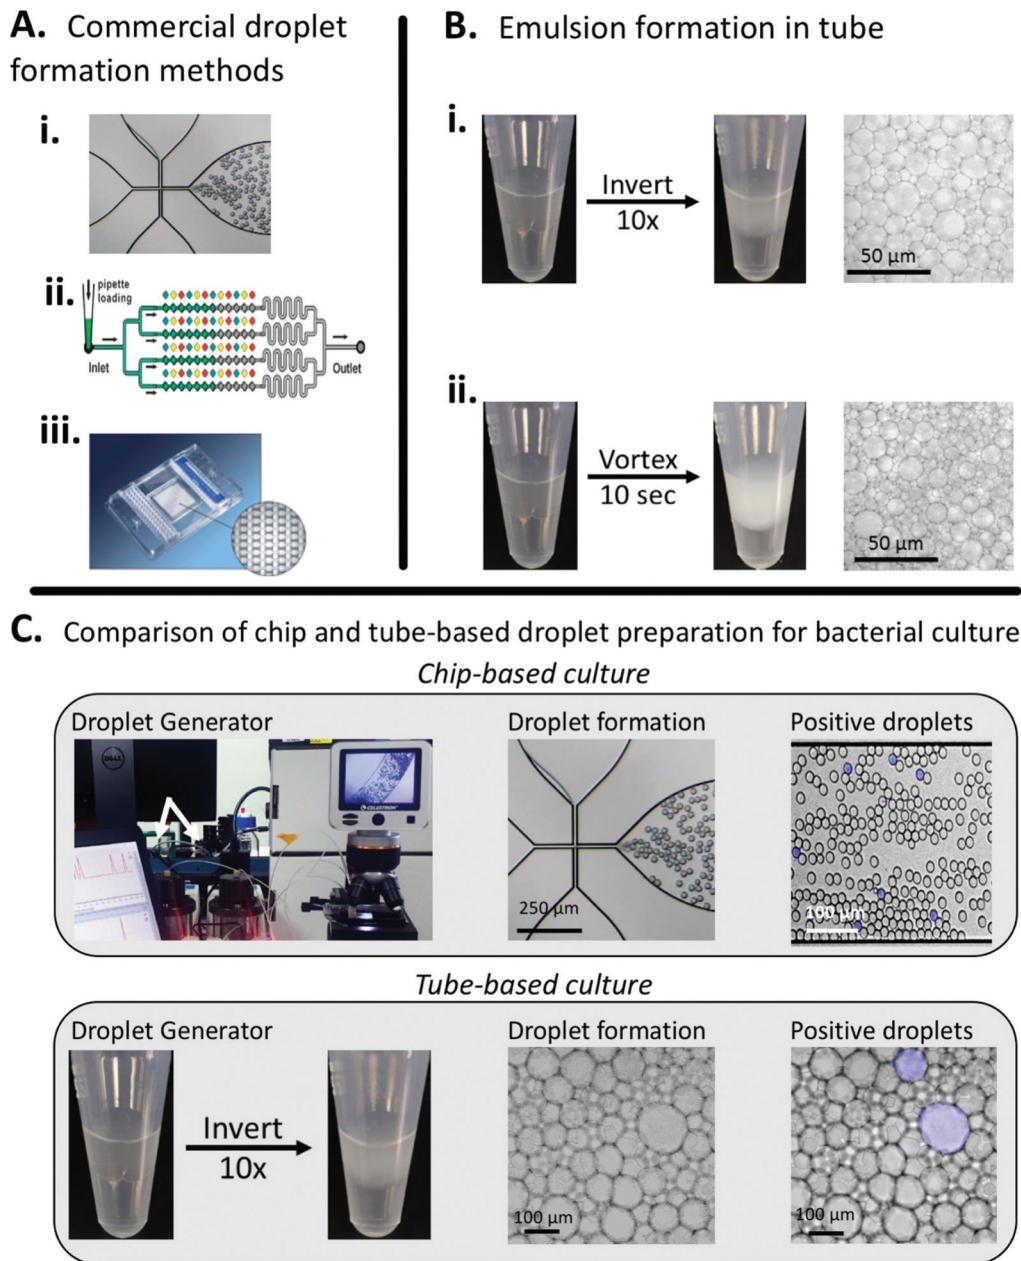 A. Commercial droplet
formation methods
i.
ii.
pipette
loading
Inlet
Outlet
iii.
B. Emulsion formation in tube
i.
Invert
10x
50 µm
ii.
Vortex
10 sec
50 µm
C. Comparison of chip and tube-based droplet preparation for bacterial culture
Chip-based culture
Droplet Generator
Droplet formation
Positive droplets
DELL
CELESTRON
250 µm
100 µm
Tube-based culture
Droplet Generator
Droplet formation
Positive droplets
Invert
10x
100 µm
100 µm